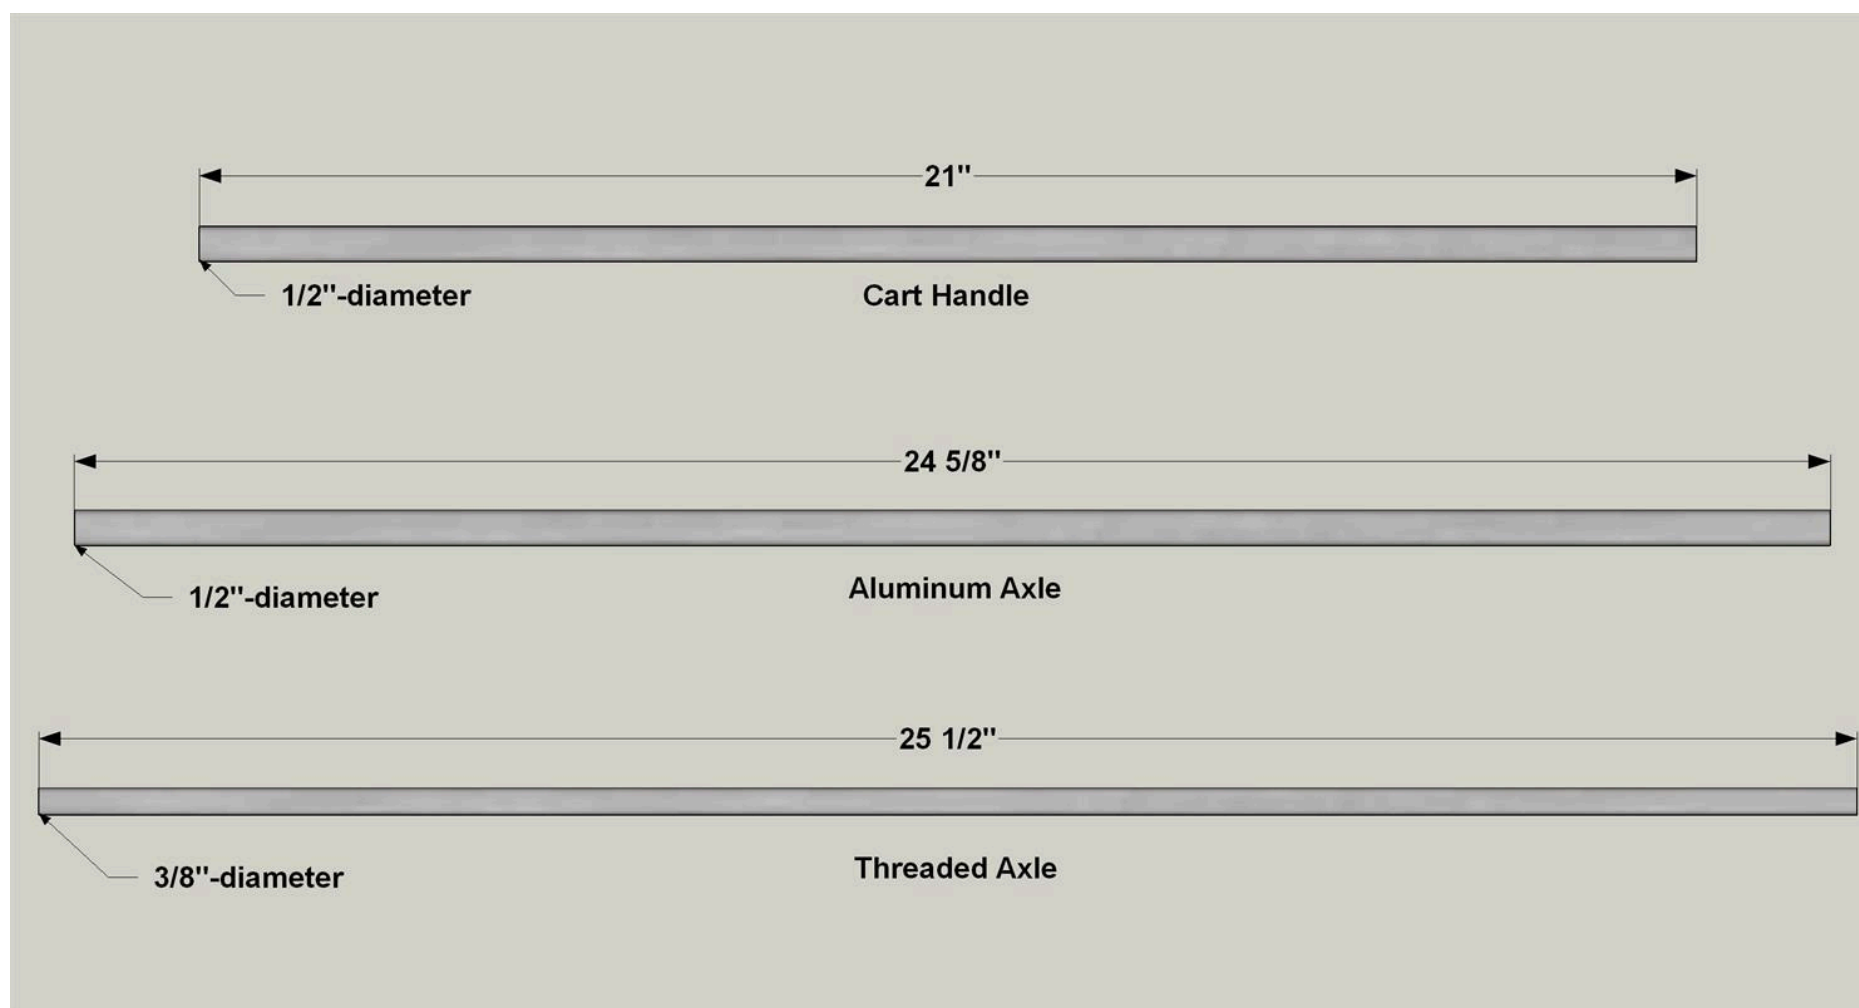 21"
1/2"-diameter
Cart Handle
24 5/8"
1/2"-diameter
Aluminum Axle
25 1/2"
3/8"-diameter
Threaded Axle